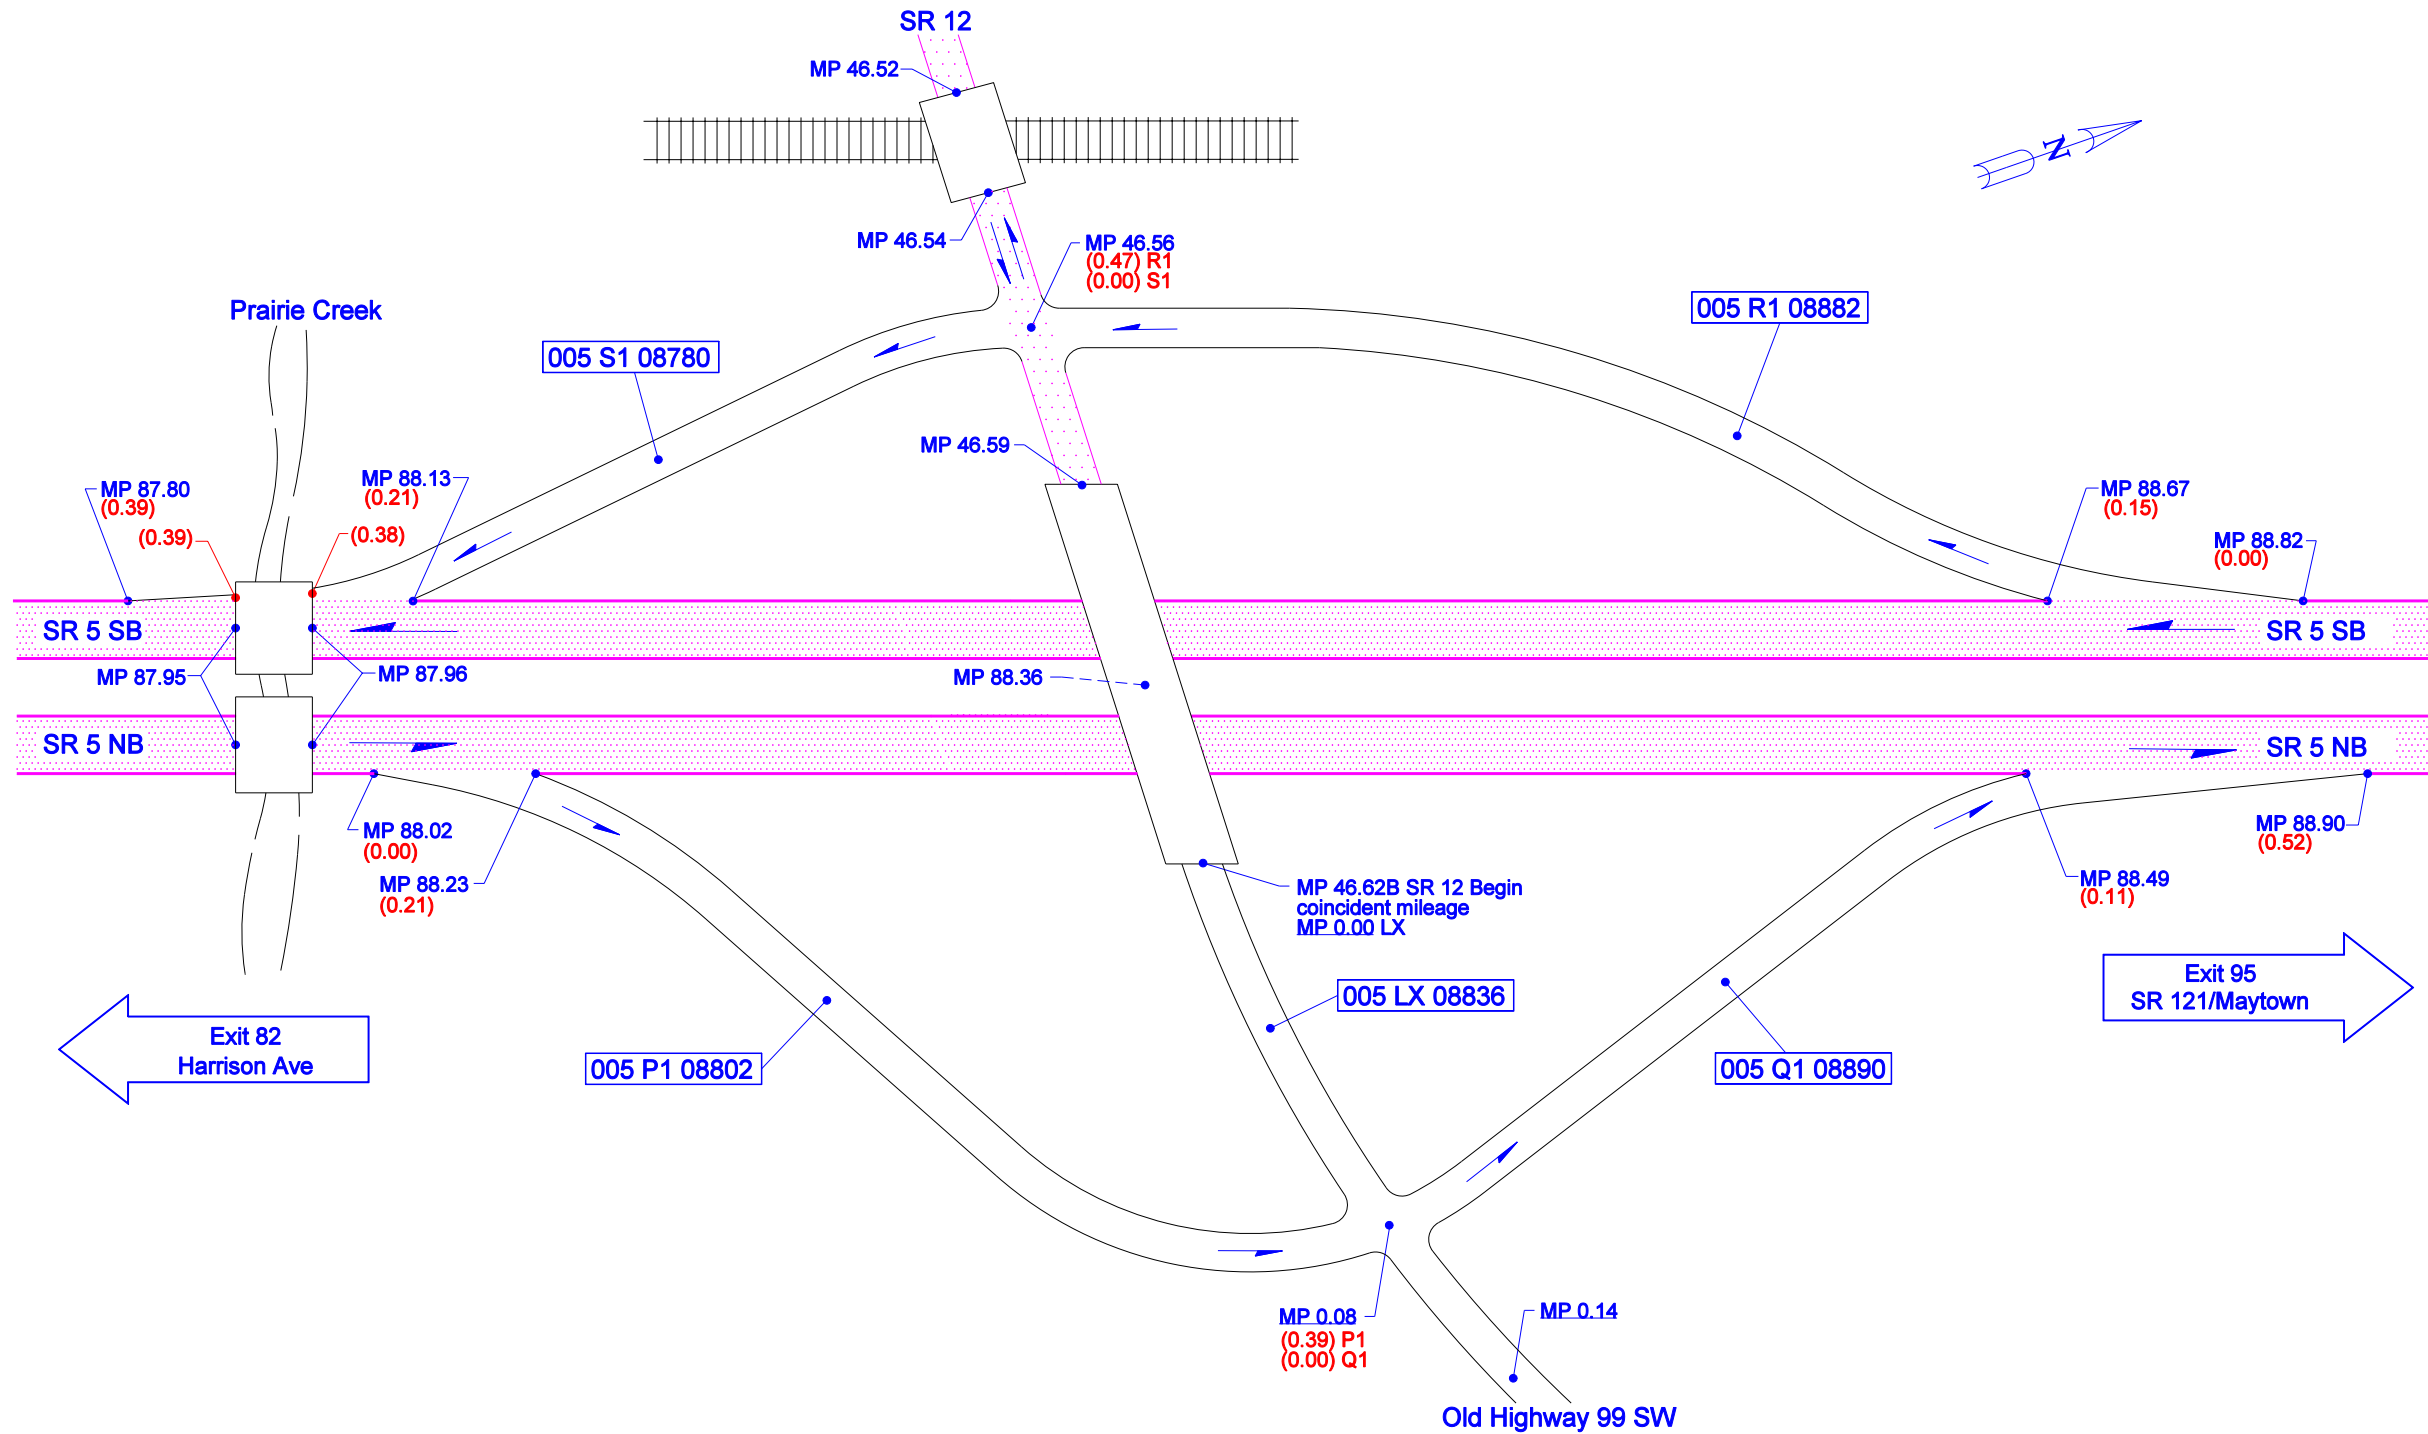 SR 12
MP 46.52
N
MP 46.54
MP 46.56
(0.47) R1
(0.00) S1
Prairie Creek
005 R1 08882
005 S1 08780
MP 46.59
MP 88.13
(0.21)
MP 87.80
(0.39)
(0.39)
(0.38)
MP 88.67
(0.15)
MP 88.82
(0.00)
SR 5 SB
SR 5 SB
MP 87.95
MP 87.96
MP 88.36
SR 5 NB
SR 5 NB
MP 88.02
(0.00)
MP 88.23
(0.21)
MP 88.90
(0.52)
MP 88.49
(0.11)
MP 46.62B SR 12 Begin
coincident mileage
MP 0.00 LX
Exit 95
SR 121/Maytown
005 LX 08836
Exit 82
Harrison Ave
005 P1 08802
005 Q1 08890
MP 0.08
(0.39) P1
(0.00) Q1
MP 0.14
Old Highway 99 SW